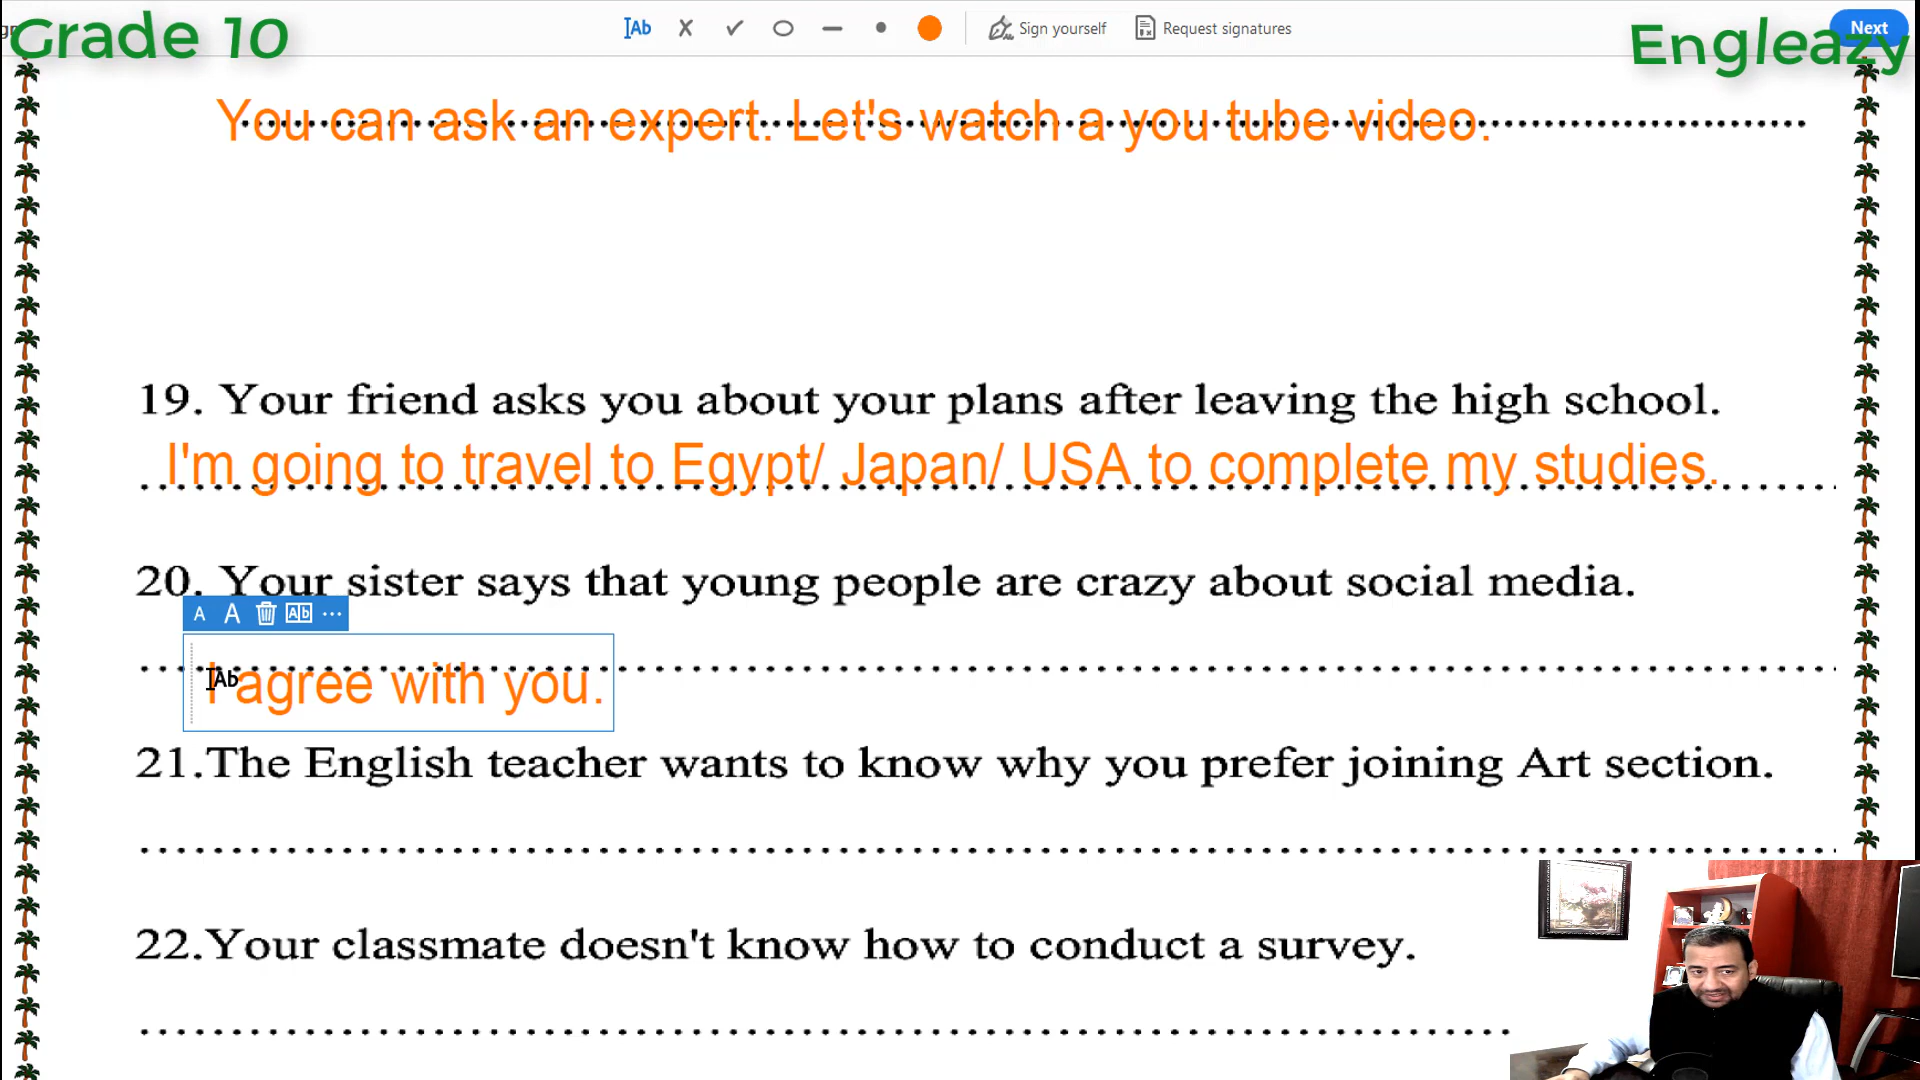 Grade 10
Ab
Sign yourself
Request signatures
Engleazy
Next
You can ask an expert. Let's watch a you tube video.
19. Your friend asks you about your plans after leaving the high school.
I'm going to travel to Egypt/ Japan/ USA to complete my studies.
20. Your sister says that young people are crazy about social media.
A A Ab
I agree with you.
Ab
21.The English teacher wants to know why you prefer joining Art section.
22.Your classmate doesn't know how to conduct a survey.